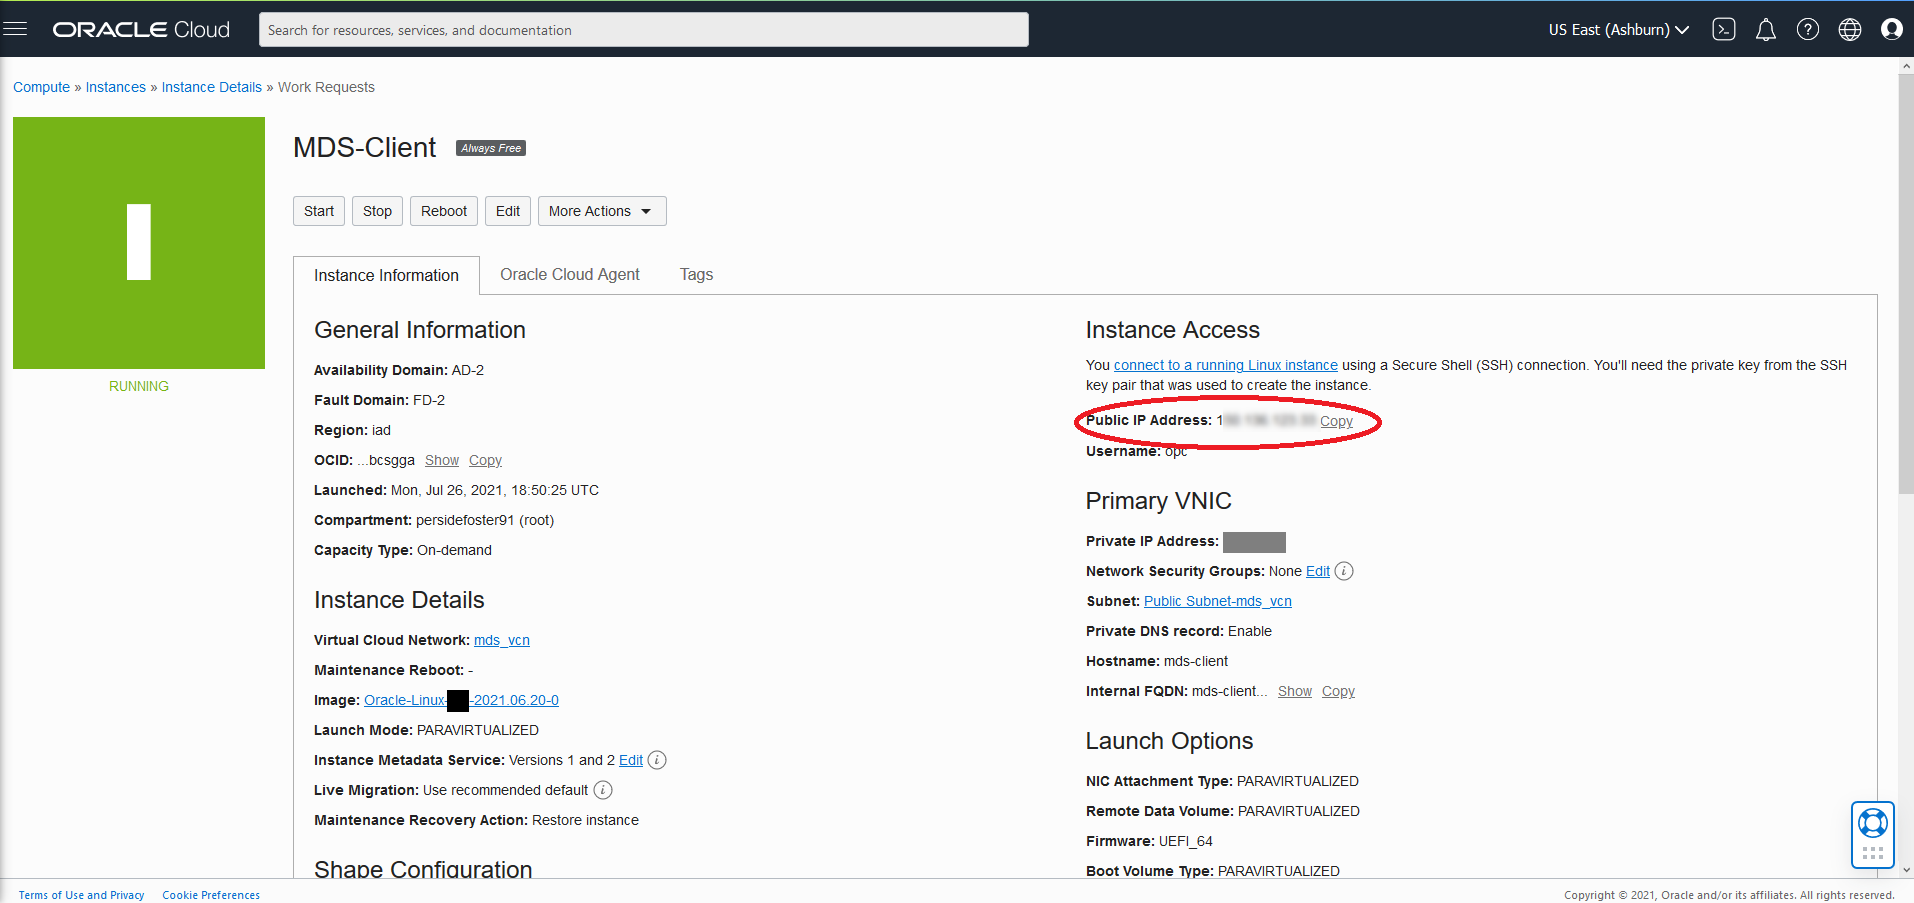 ORACLE Cloud
Search for resources, services, and documentation
US East (Ashburn)
Compute » Instances » Instance Details » Work Requests
RUNNING
MDS-Client
Always Free
Start
Stop
Reboot
Edit
More Actions
Instance Information
Oracle Cloud Agent
Tags
General Information
Availability Domain: AD-2
Fault Domain: FD-2
Region: iad
OCID: ...bcsgga Show Copy
Launched: Mon, Jul 26, 2021, 18:50:25 UTC
Compartment: persidefoster91 (root)
Capacity Type: On-demand
Instance Details
Virtual Cloud Network: mds_vcn
Maintenance Reboot: -
Image: Oracle-Linux- -2021.06.20-0
Launch Mode: PARAVIRTUALIZED
Instance Metadata Service: Versions 1 and 2 Edit
Live Migration: Use recommended default
Maintenance Recovery Action: Restore instance
Shape Configuration
Instance Access
You connect to a running Linux instance using a Secure Shell (SSH) connection. You'll need the private key from the SSH
key pair that was used to create the instance.
Public IP Address: Copy
Username: opc
Primary VNIC
Private IP Address:
Network Security Groups: None Edit
Subnet: Public Subnet-mds_vcn
Private DNS record: Enable
Hostname: mds-client
Internal FQDN: mds-client... Show Copy
Launch Options
NIC Attachment Type: PARAVIRTUALIZED
Remote Data Volume: PARAVIRTUALIZED
Firmware: UEFI_64
Boot Volume Type: PARAVIRTUALIZED
Terms of Use and Privacy
Cookie Preferences
Copyright © 2021, Oracle and/or its affiliates. All rights reserved.